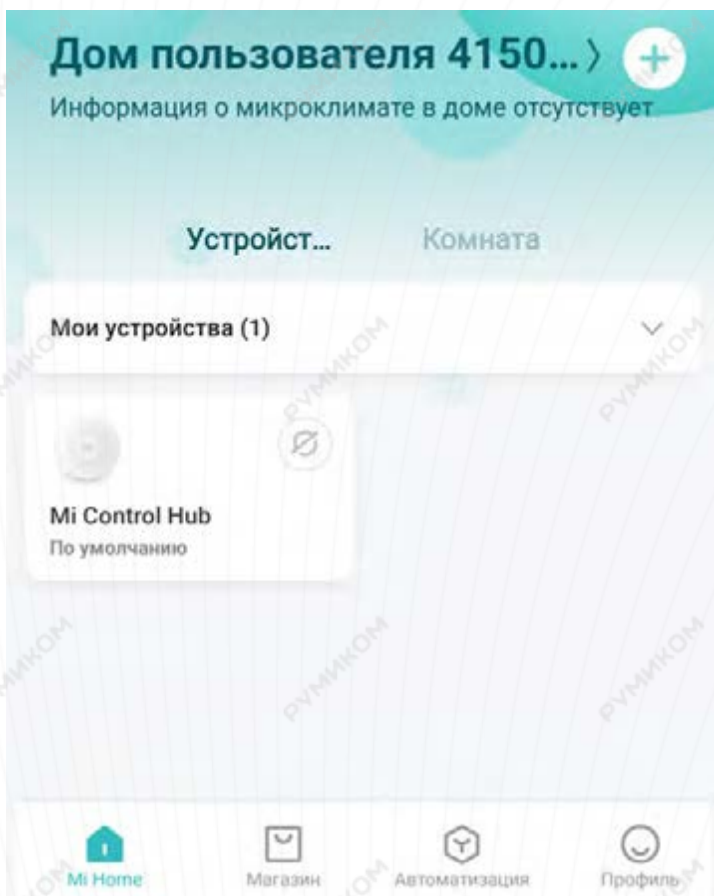 Дом пользователя 4150...
Информация о микроклимате в доме отсутствует
Устройст... Комната
Мои устройства (1)
Mi Control Hub
По умолчанию
Mi Home Магазин Автоматизация Профиль
РУМИКОМ